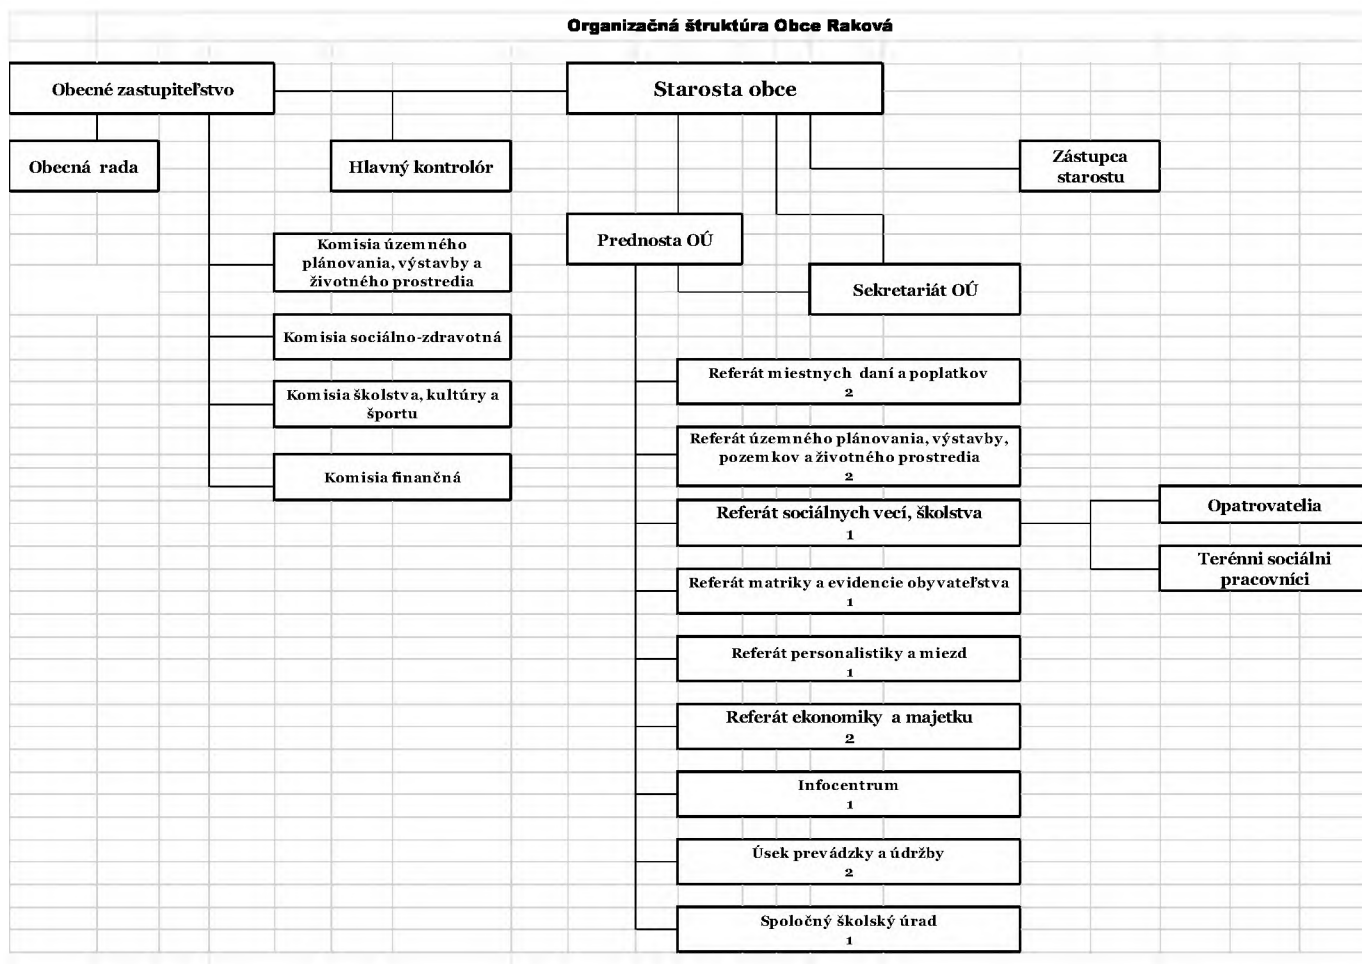 Organizačná štruktúra Obce Raková
Obecné zastupiteľstvo
Starosta obce
Obecná rada
Hlavný kontrolór
Zástupca
starostu
Prednosta OÚ
Komisia územného
plánovania, výstavby a
životného prostredia
Sekretariát OÚ
Komisia sociálno-zdravotná
Komisia školstva, kultúry a
športu
Komisia finančná
Referát miestnych daní a poplatkov
2
Referát územného plánovania, výstavby,
pozemkov a životného prostredia
2
Referát sociálnych vecí, školstva
1
Opatrovatelia
Terénni sociálni
pracovníci
Referát matriky a evidencie obyvateľstva
1
Referát personalistiky a miezd
1
Referát ekonomiky a majetku
2
Infocentrum
1
Úsek prevádzky a údržby
2
Spoločný školský úrad
1